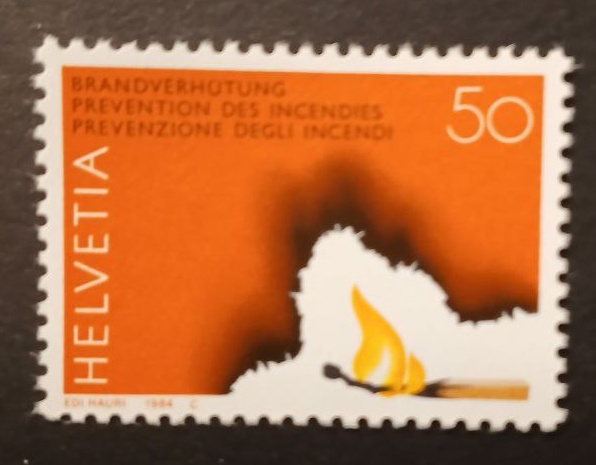 BRANDVERHÜTUNG
PREVENTION DES INCENDIES
PREVENZIONE DEGLI INCENDI
50
HELVETIA
EDI HAURI 1984 C